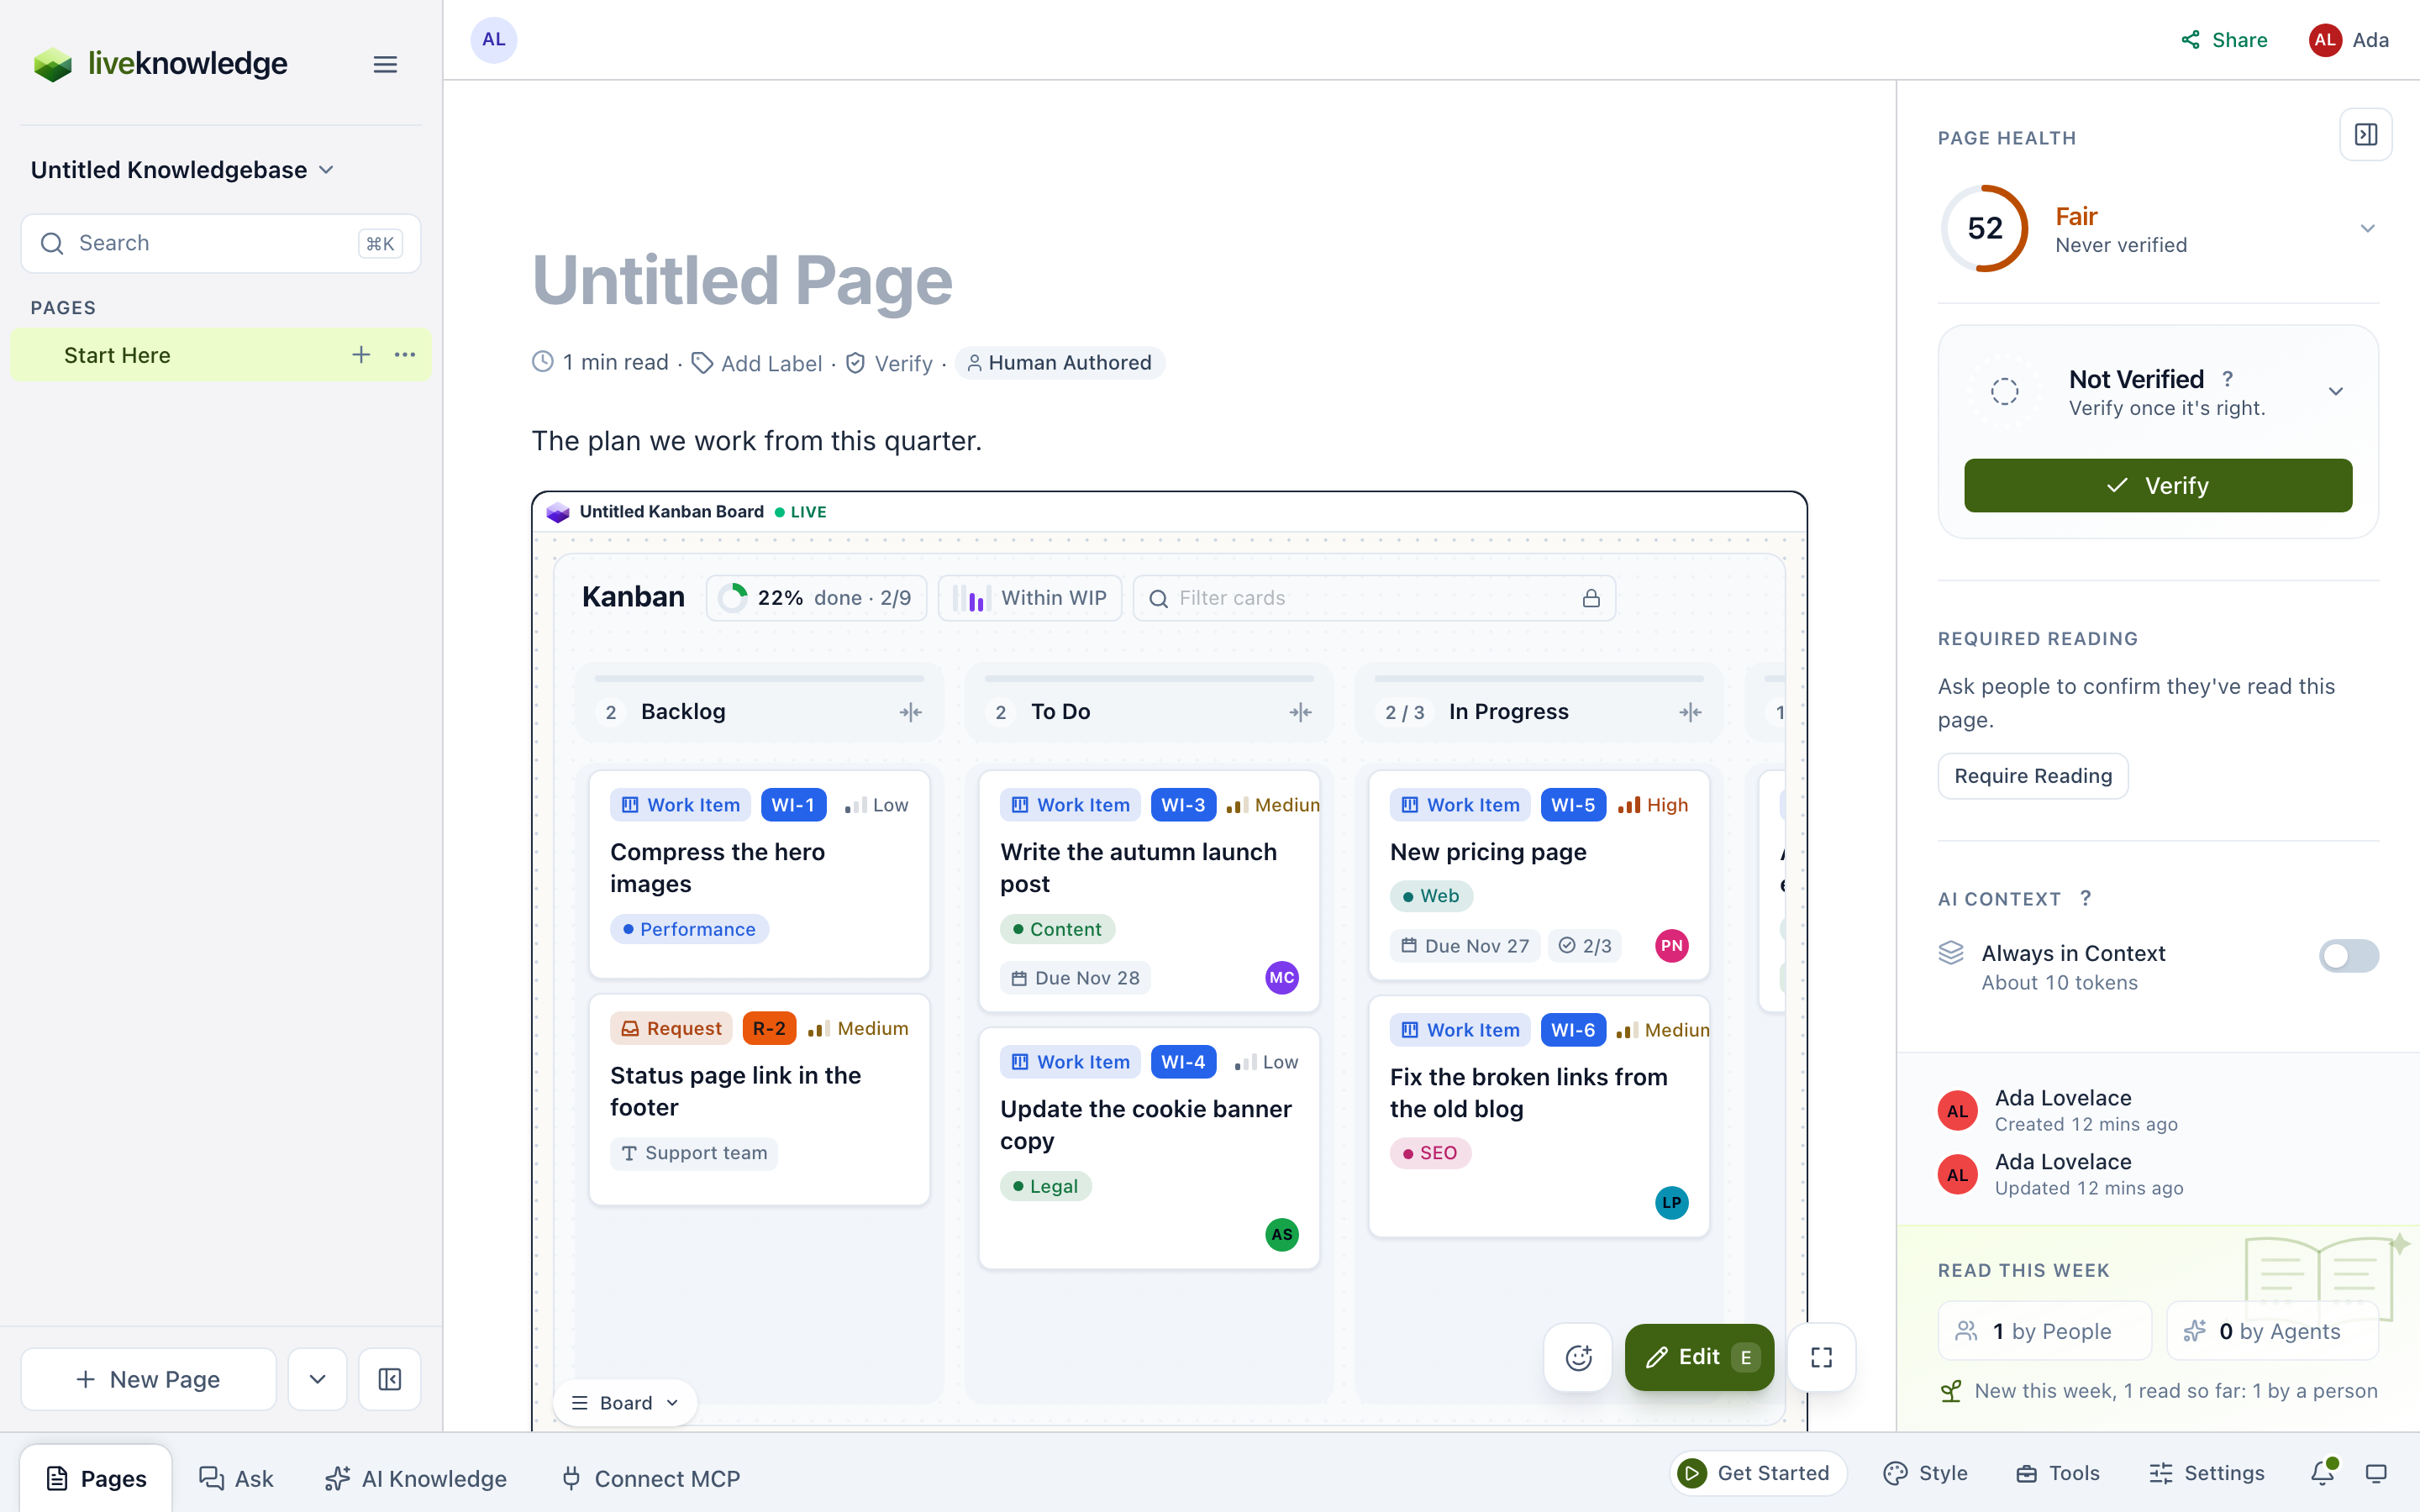 liveknowledge
AL
Share
AL Ada
Untitled Knowledgebase
Search ⌘K
PAGES
Start Here
Untitled Page
1 min read · Add Label · Verify · Human Authored
The plan we work from this quarter.
Untitled Kanban Board LIVE
Kanban 22% done · 2/9 Within WIP Filter cards
2 Backlog
Work Item WI-1 Low
Compress the hero
images
Performance
Request R-2 Medium
Status page link in the
footer
Support team
2 To Do
Work Item WI-3 Medium
Write the autumn launch
post
Content
Due Nov 28 MC
Work Item WI-4 Low
Update the cookie banner
copy
Legal
AS
2 / 3 In Progress
Work Item WI-5 High
New pricing page
Web
Due Nov 27 2/3 PN
Work Item WI-6 Medium
Fix the broken links from
the old blog
SEO
LP
1
Board
Edit E
PAGE HEALTH
52 Fair
Never verified
Not Verified ?
Verify once it's right.
Verify
REQUIRED READING
Ask people to confirm they've read this
page.
Require Reading
AI CONTEXT ?
Always in Context
About 10 tokens
AL Ada Lovelace
Created 12 mins ago
AL Ada Lovelace
Updated 12 mins ago
READ THIS WEEK
1 by People 0 by Agents
New this week, 1 read so far: 1 by a person
New Page
Pages Ask AI Knowledge Connect MCP
Get Started Style Tools Settings